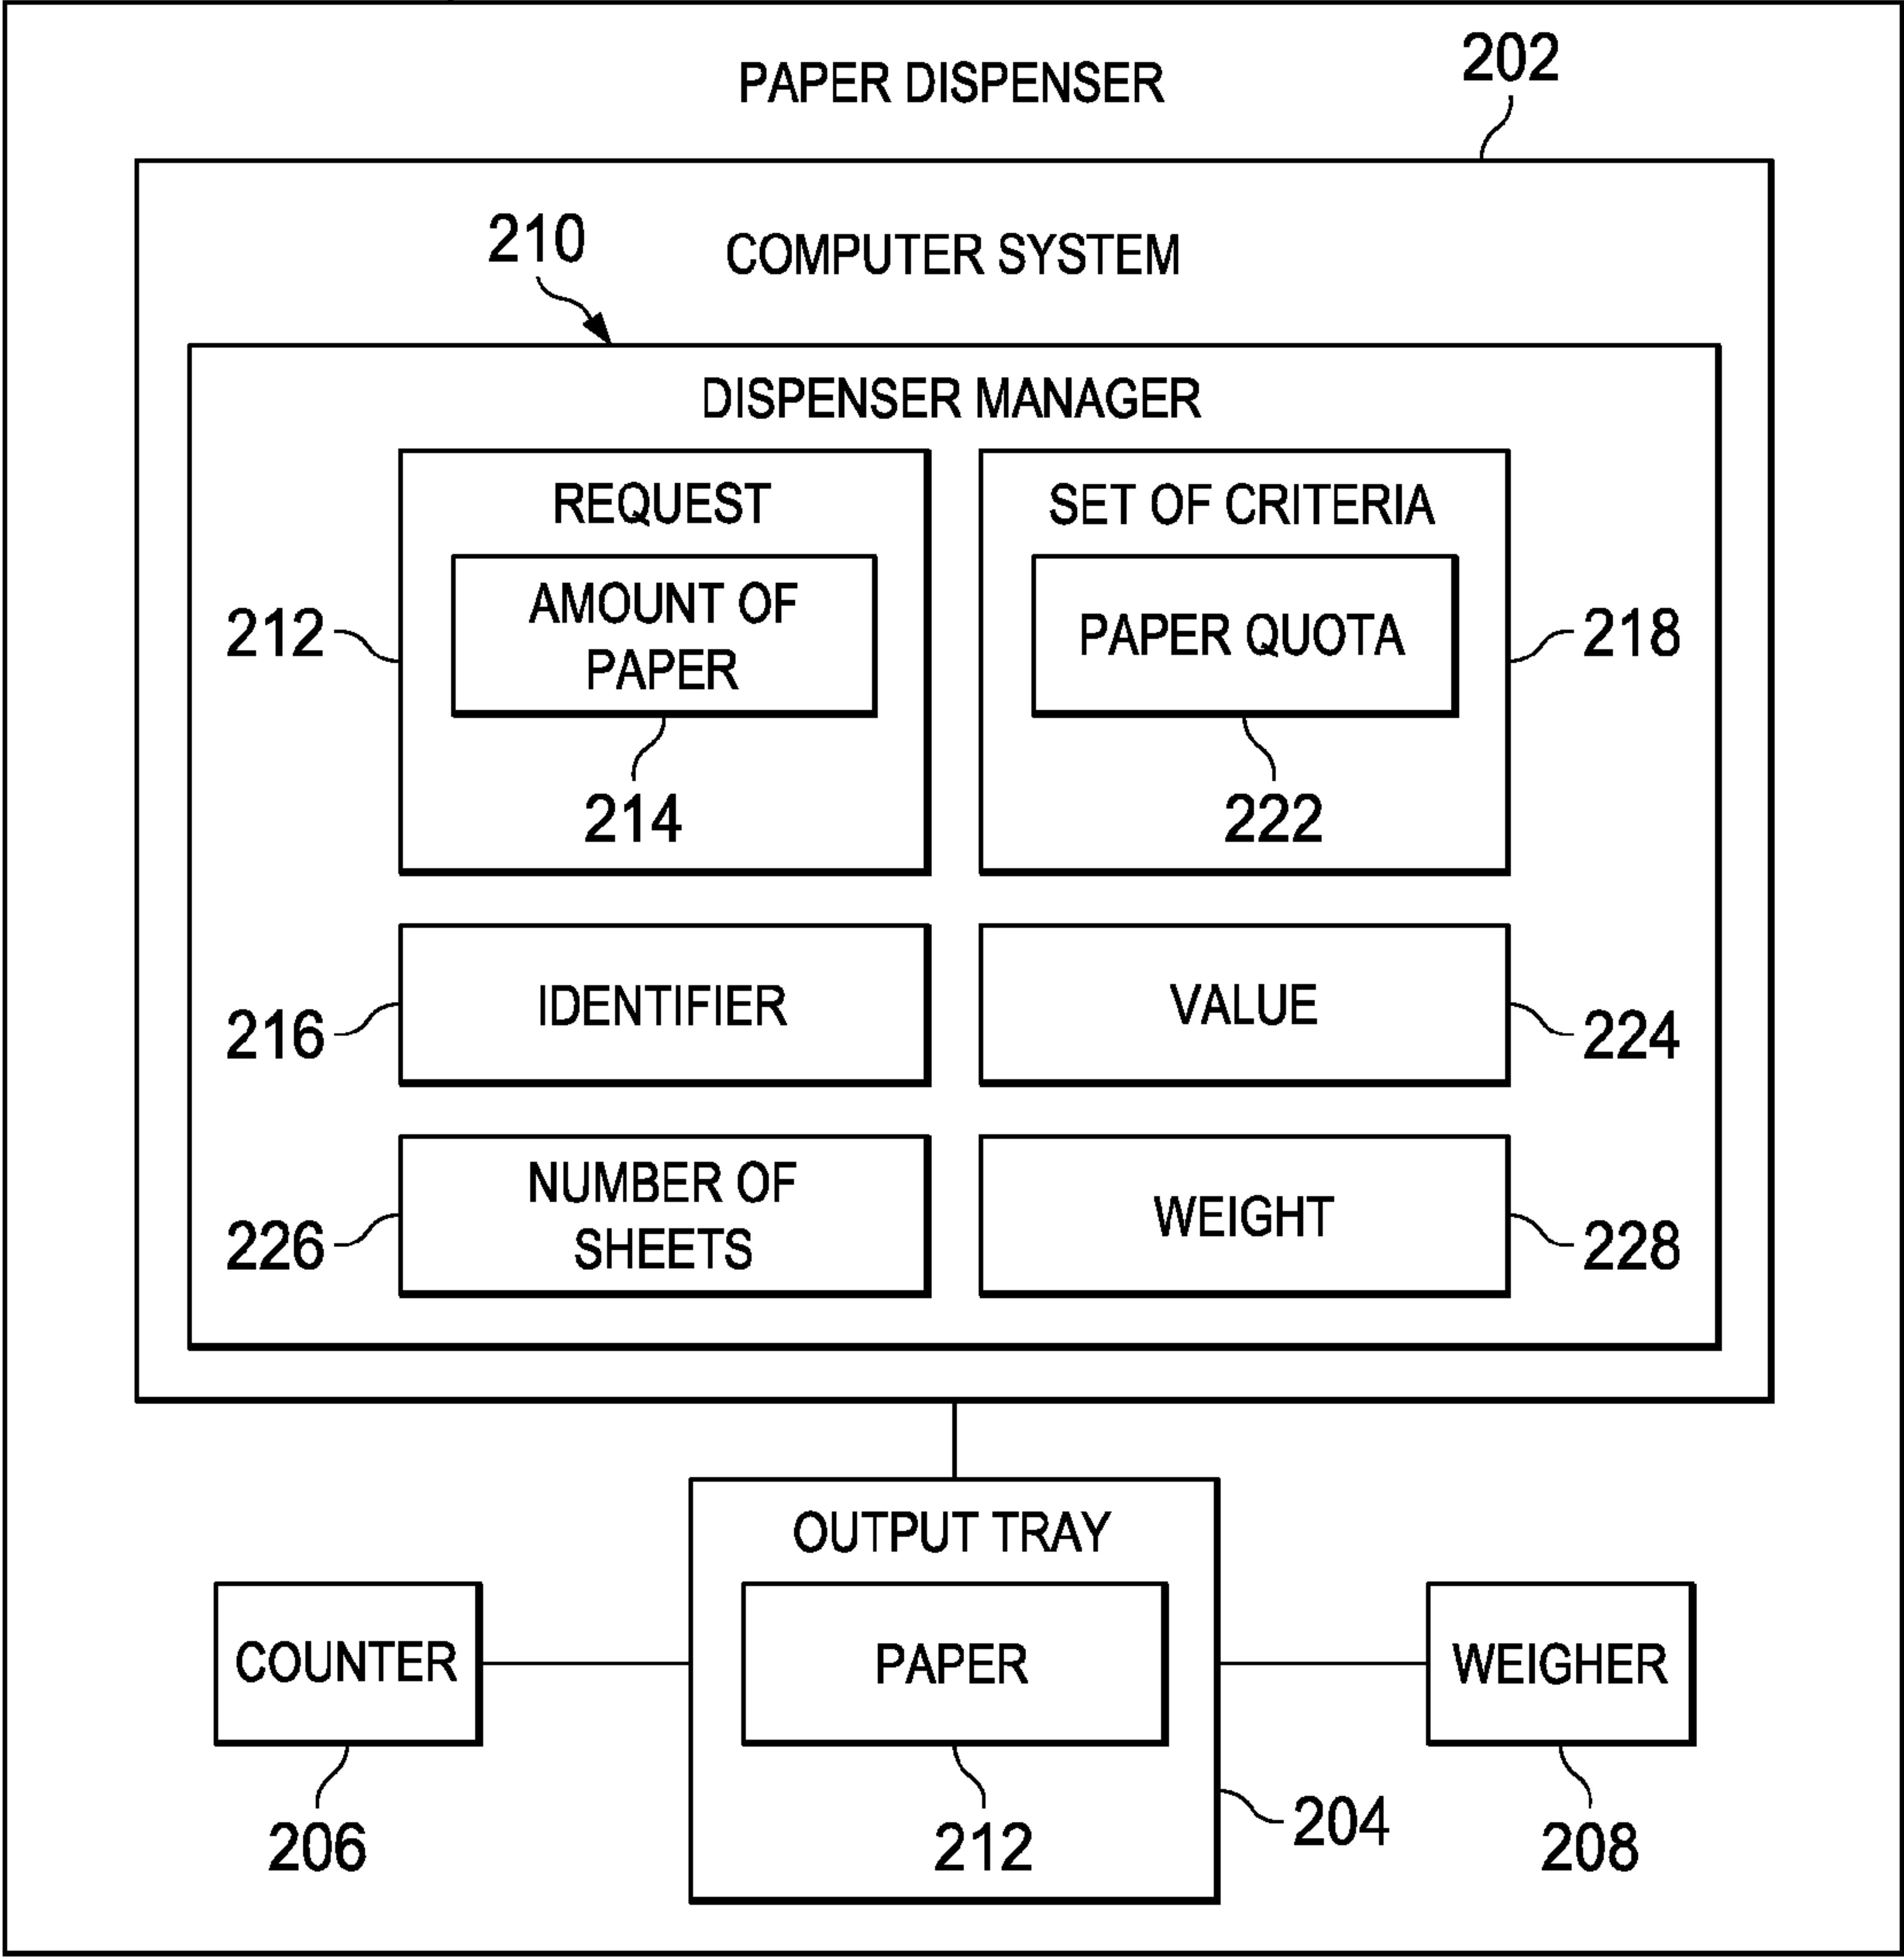 PAPER DISPENSER
202
COMPUTER SYSTEM
210
DISPENSER MANAGER
REQUEST
AMOUNT OF
PAPER
214
212
SET OF CRITERIA
PAPER QUOTA
222
218
216
IDENTIFIER
VALUE
224
226
NUMBER OF
SHEETS
WEIGHT
228
OUTPUT TRAY
COUNTER
206
PAPER
212
204
WEIGHER
208